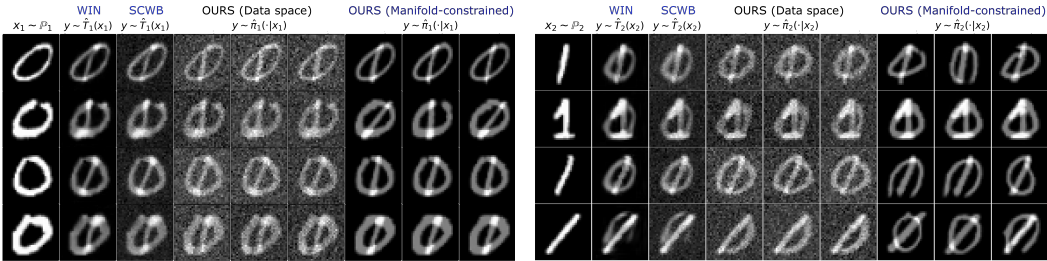 WIN SCWB OURS (Data space) OURS (Manifold-constrained)
x₁ ~ ℙ₁ y ~ T̂₁(x₁) y ~ T̂₁(x₁) y ~ π̂₁(·|x₁) y ~ π̂₁(·|x₁)
WIN SCWB OURS (Data space) OURS (Manifold-constrained)
x₂ ~ ℙ₂ y ~ T̂₂(x₂) y ~ T̂₂(x₂) y ~ π̂₂(·|x₂) y ~ π̂₂(·|x₂)